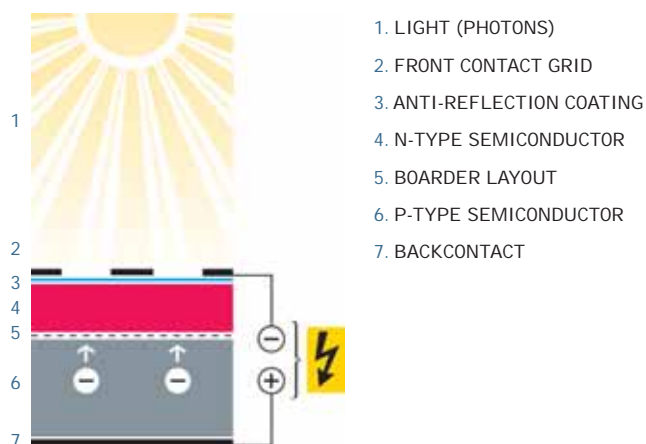 1
2
3
4
5
6
7
1. LIGHT (PHOTONS)
2. FRONT CONTACT GRID
3. ANTI-REFLECTION COATING
4. N-TYPE SEMICONDUCTOR
5. BOARDER LAYOUT
6. P-TYPE SEMICONDUCTOR
7. BACKCONTACT